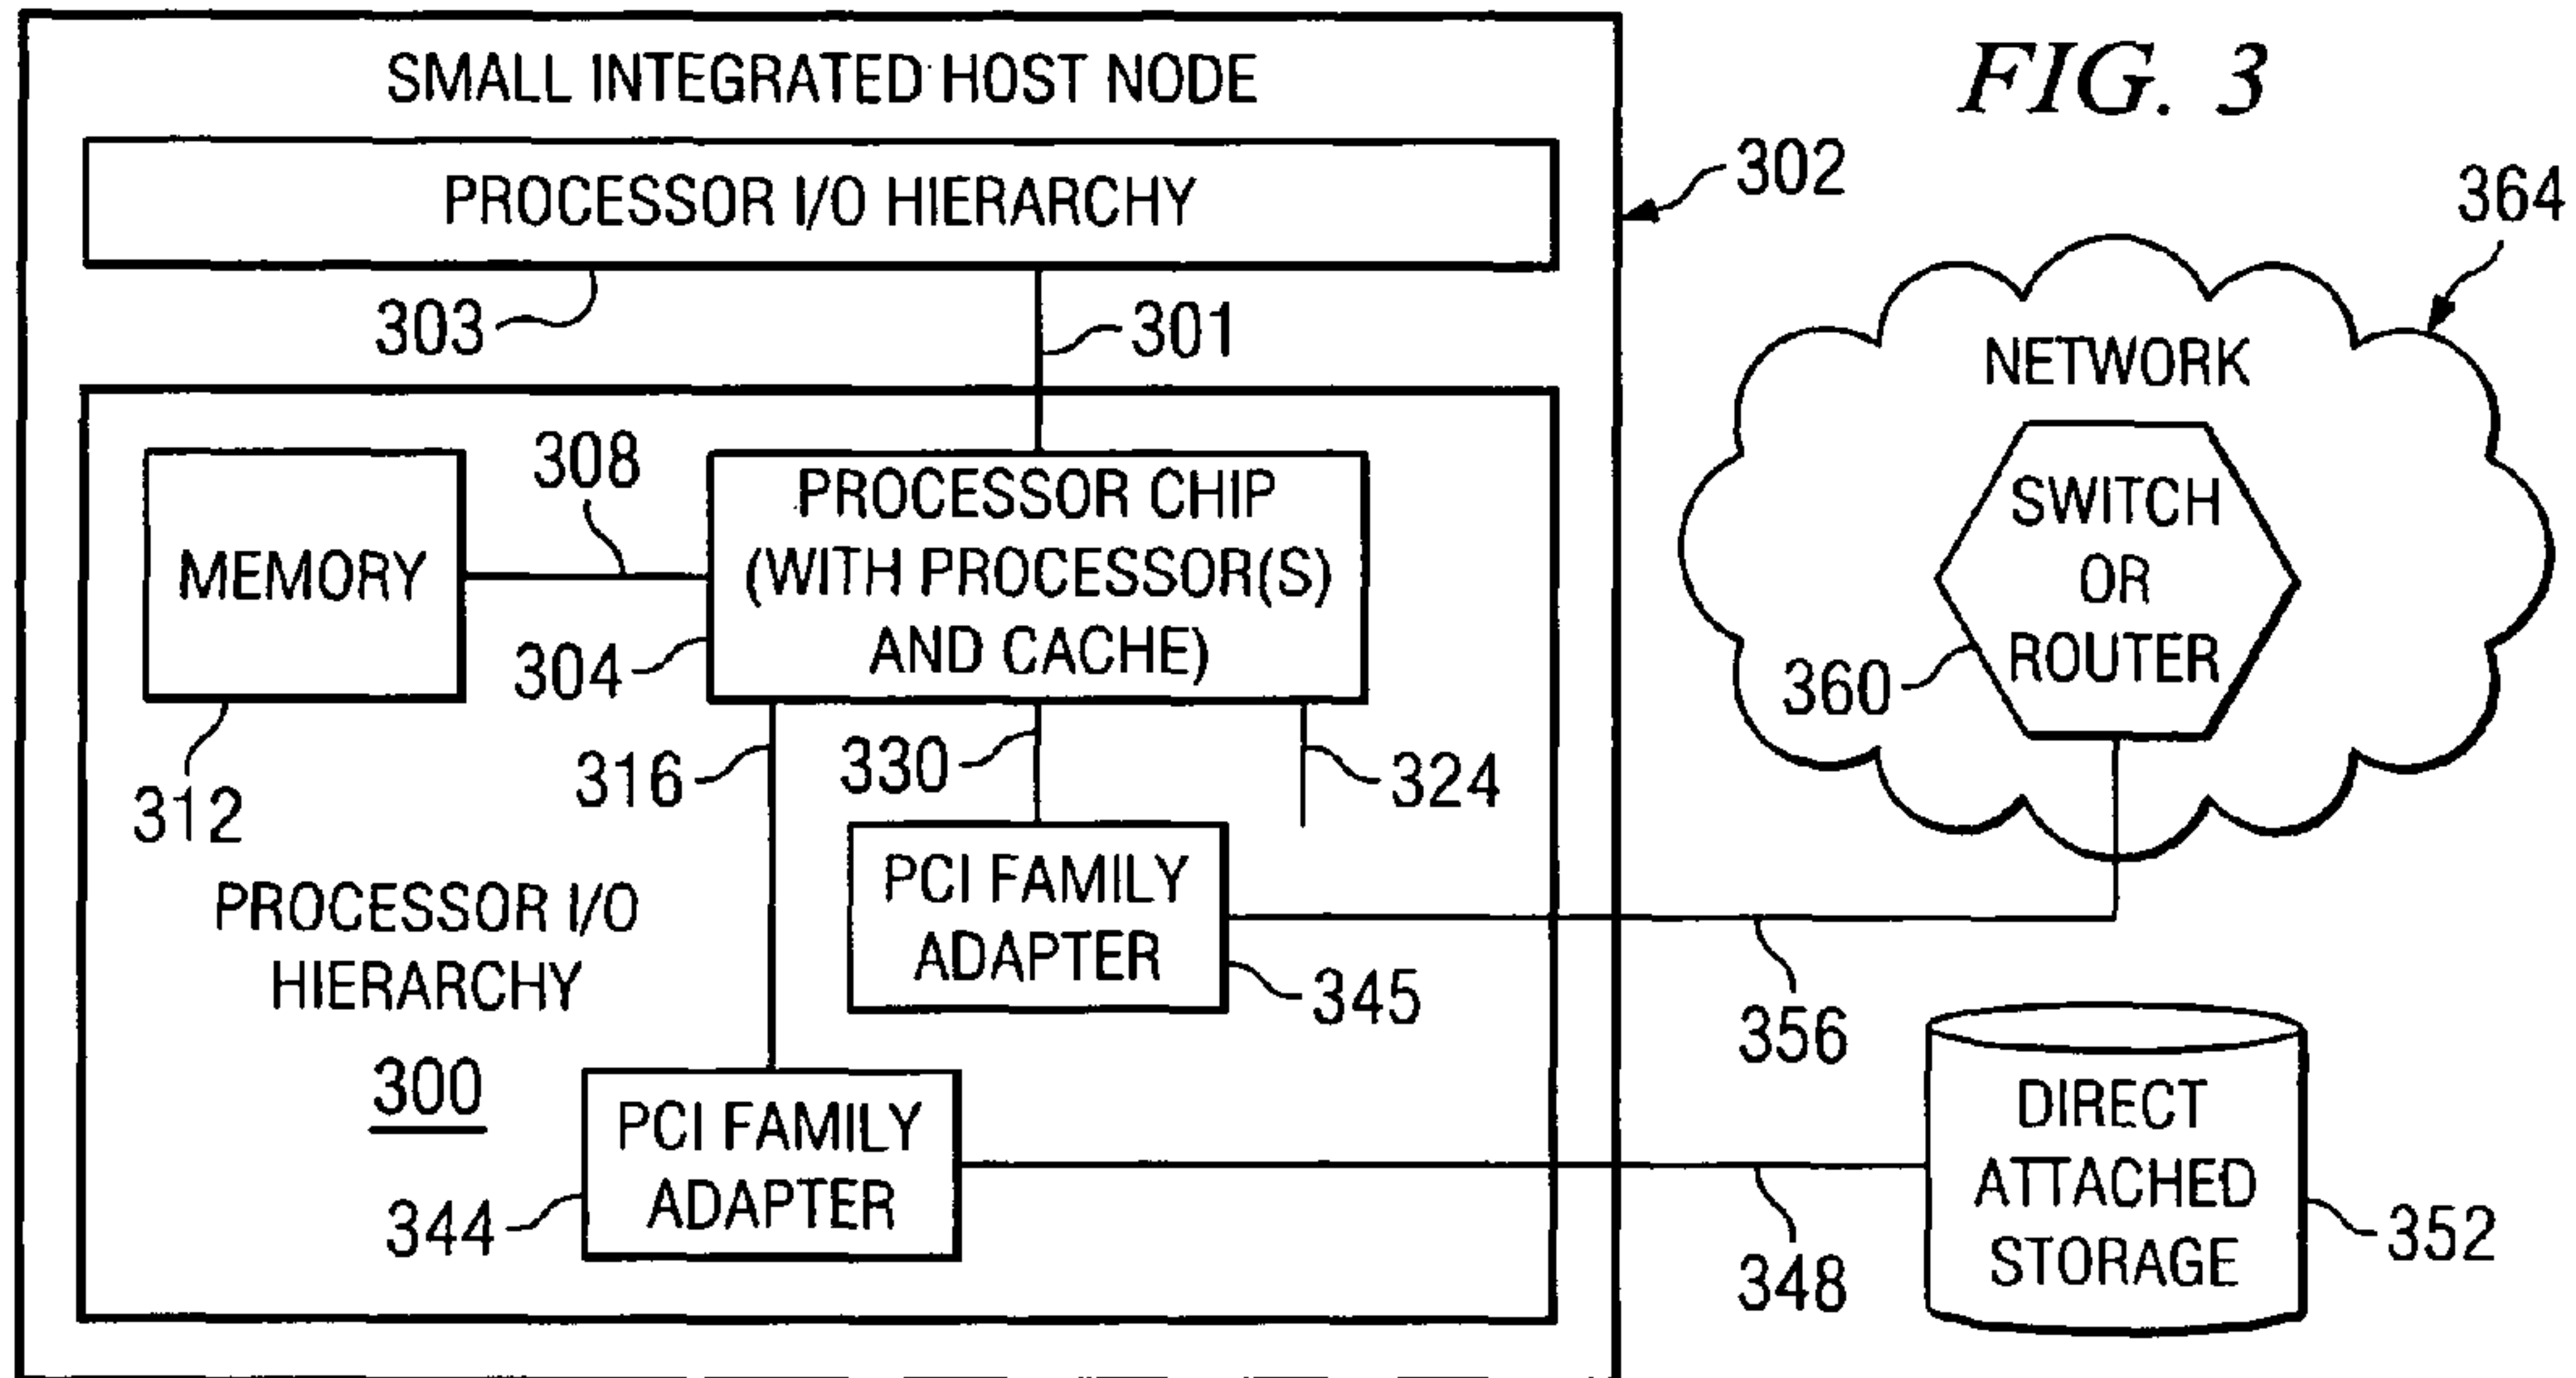 FIG. 3
SMALL INTEGRATED HOST NODE
PROCESSOR I/O HIERARCHY
302
364
303
301
NETWORK
SWITCH
OR
ROUTER
360
308
MEMORY
PROCESSOR CHIP
(WITH PROCESSOR(S)
AND CACHE)
304
312
316
330
324
PROCESSOR I/O
HIERARCHY
300
PCI FAMILY
ADAPTER
345
356
PCI FAMILY
ADAPTER
344
348
DIRECT
ATTACHED
STORAGE
352